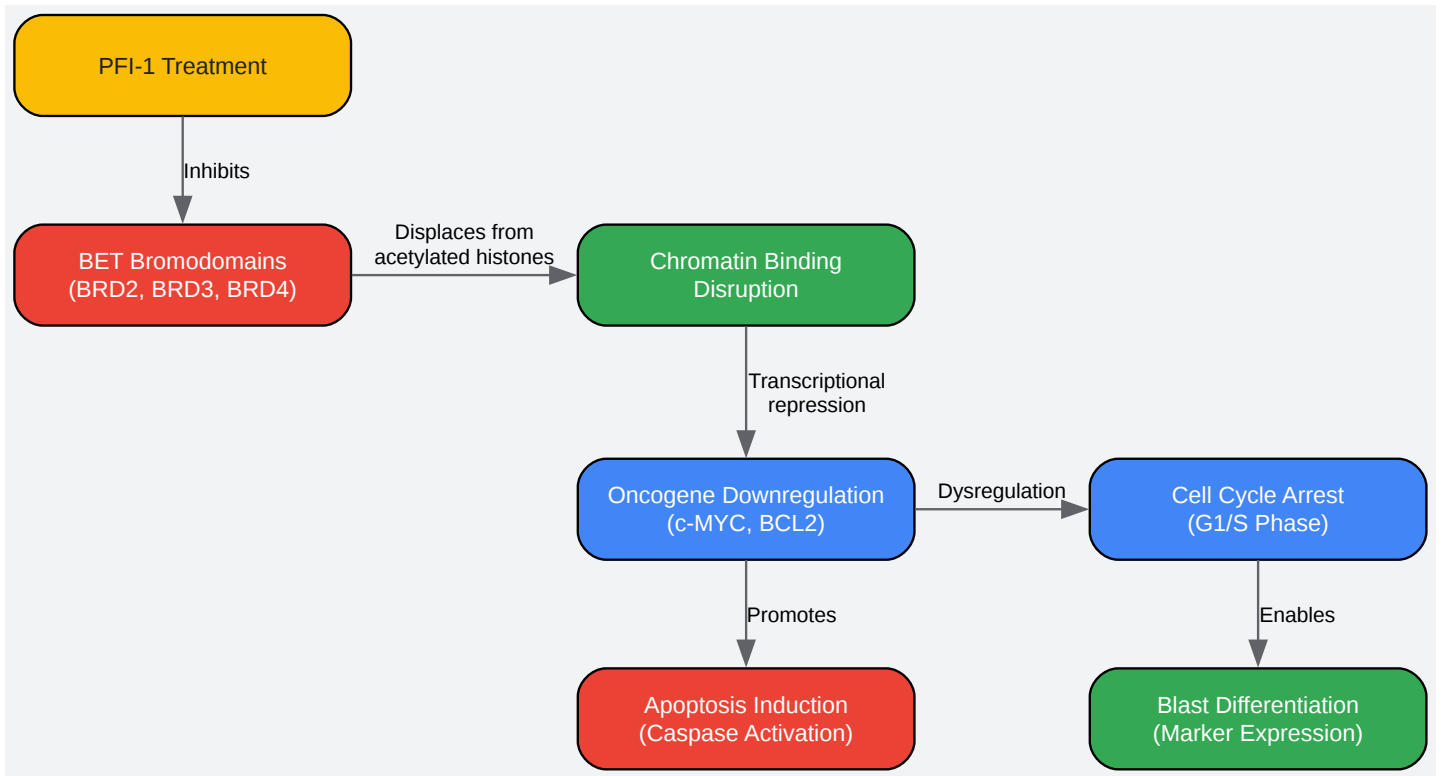 PFI-1 Treatment
Inhibits
BET Bromodomains
(BRD2, BRD3, BRD4)
Displaces from
acetylated histones
Chromatin Binding
Disruption
Transcriptional
repression
Oncogene Downregulation
(c-MYC, BCL2)
Dysregulation
Cell Cycle Arrest
(G1/S Phase)
Promotes
Enables
Apoptosis Induction
(Caspase Activation)
Blast Differentiation
(Marker Expression)